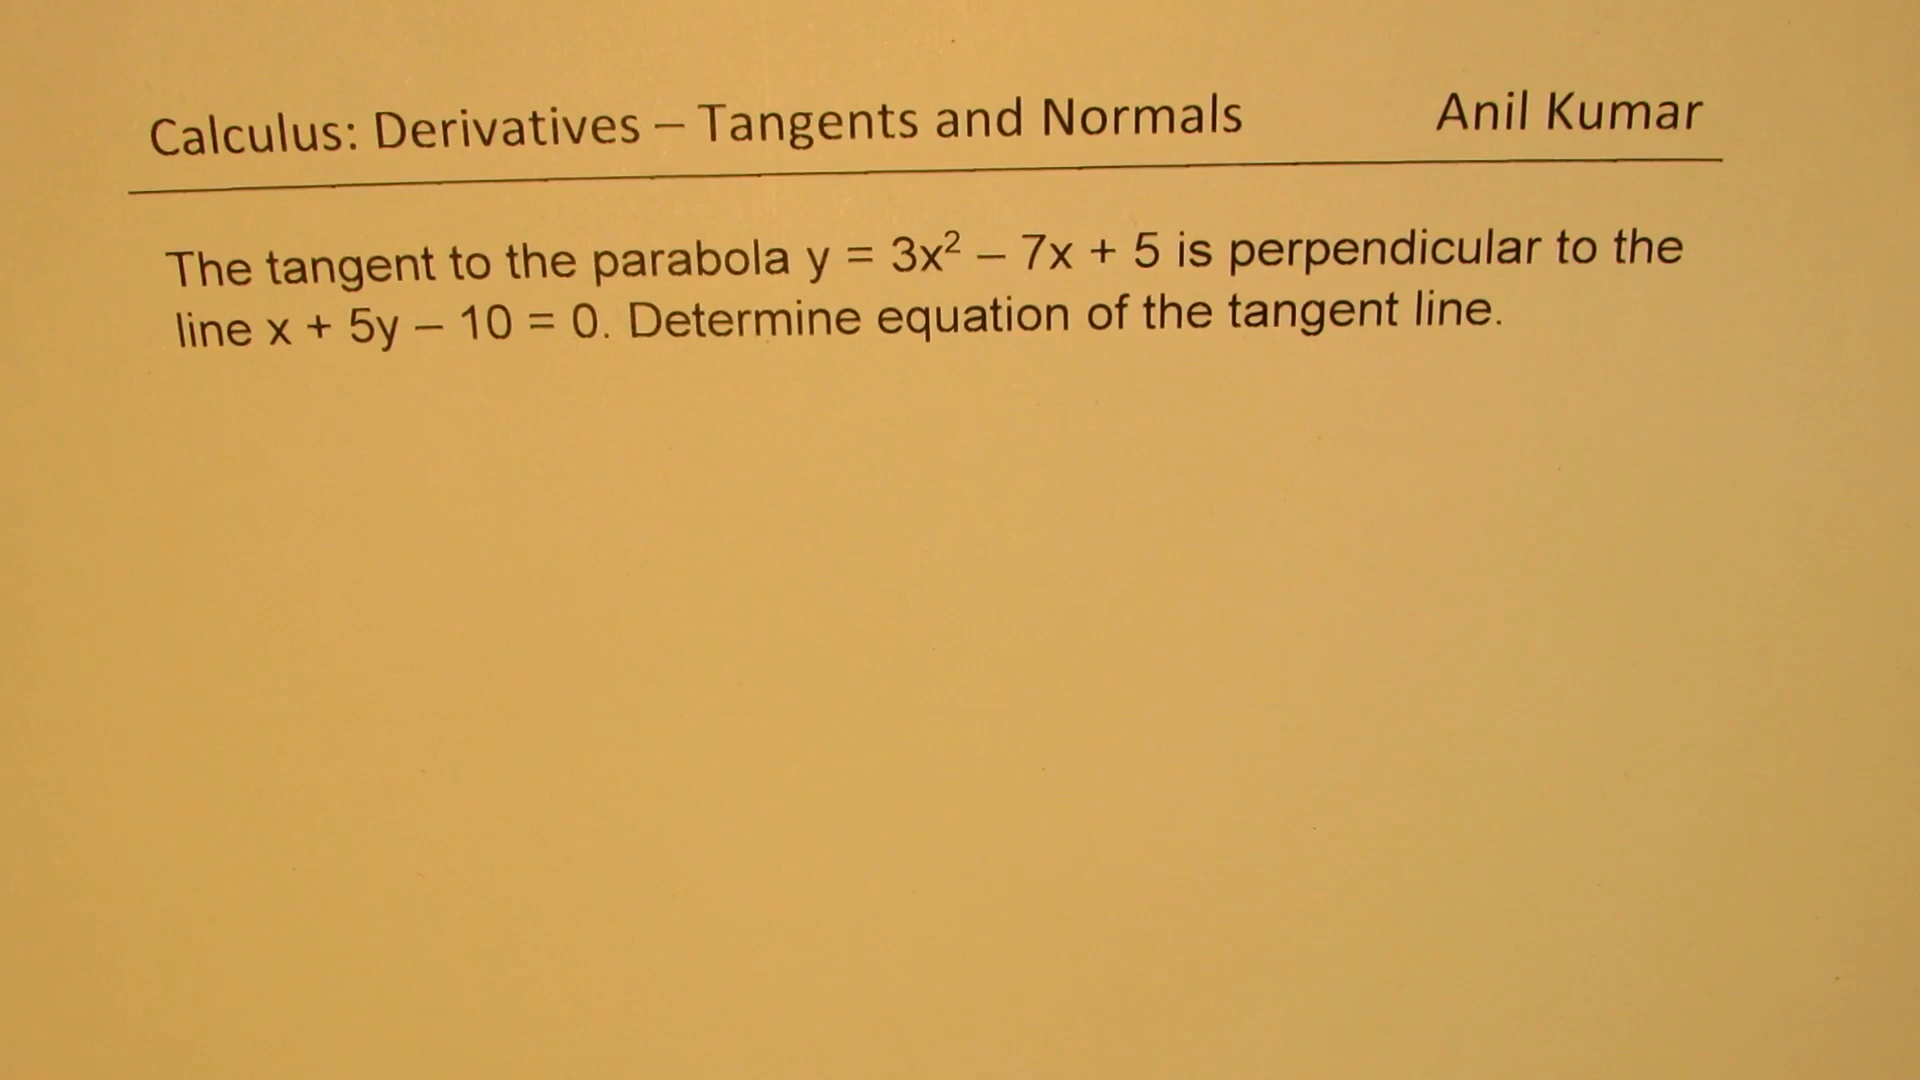 Calculus: Derivatives – Tangents and Normals Anil Kumar
The tangent to the parabola y = 3x² – 7x + 5 is perpendicular to the
line x + 5y – 10 = 0. Determine equation of the tangent line.